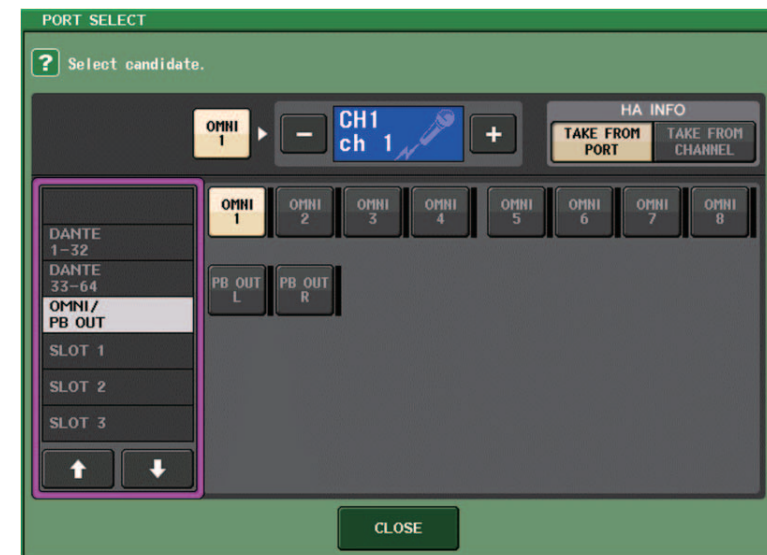 PORT SELECT
? Select candidate.
OMNI
1
−
CH1
ch 1
+
HA INFO
TAKE FROM
PORT
TAKE FROM
CHANNEL
DANTE
1-32
DANTE
33-64
OMNI/
PB OUT
SLOT 1
SLOT 2
SLOT 3
OMNI
1
OMNI
2
OMNI
3
OMNI
4
OMNI
5
OMNI
6
OMNI
7
OMNI
8
PB OUT
L
PB OUT
R
CLOSE